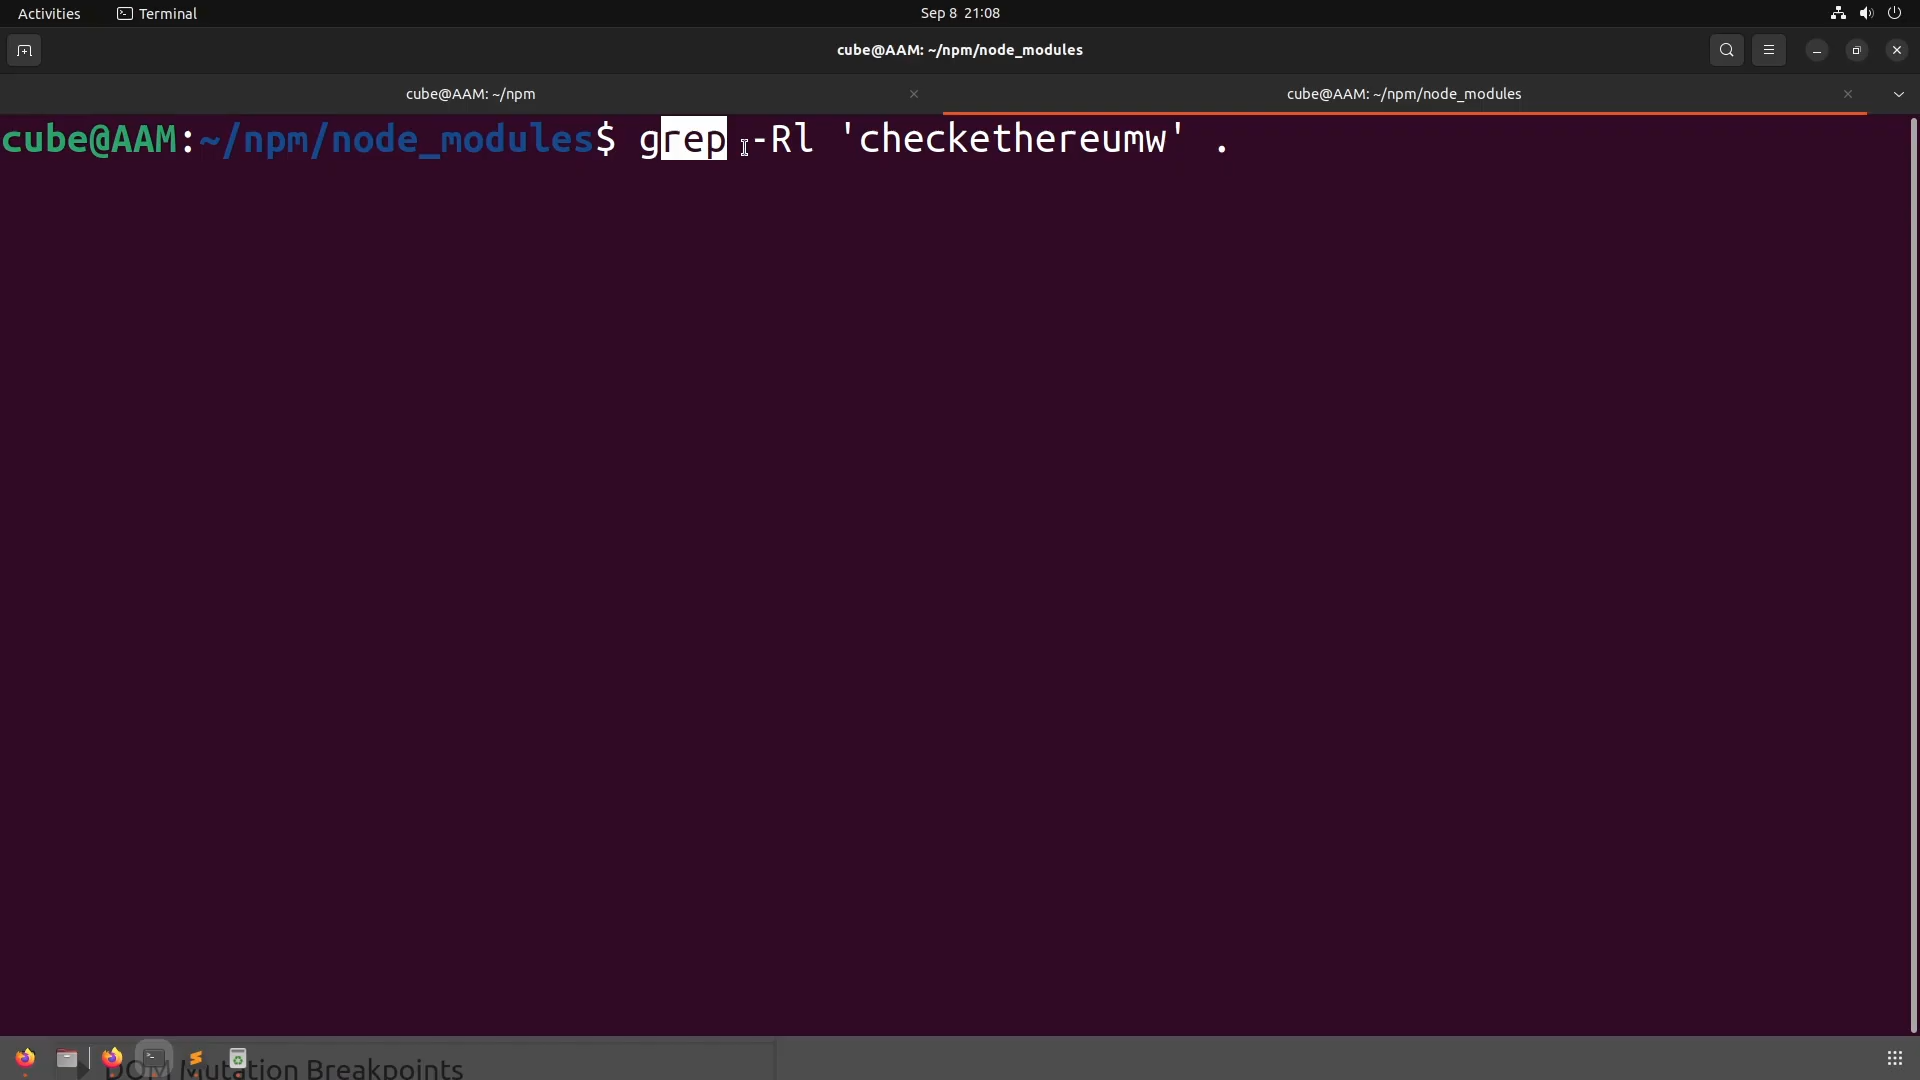 Activities
Terminal
Sep 8 21:08
cube@AAM: ~/npm/node_modules
cube@AAM: ~/npm
cube@AAM: ~/npm/node_modules
cube@AAM:~/npm/node_modules$ grep -Rl 'checkethereumw' .
DOM Mutation Breakpoints